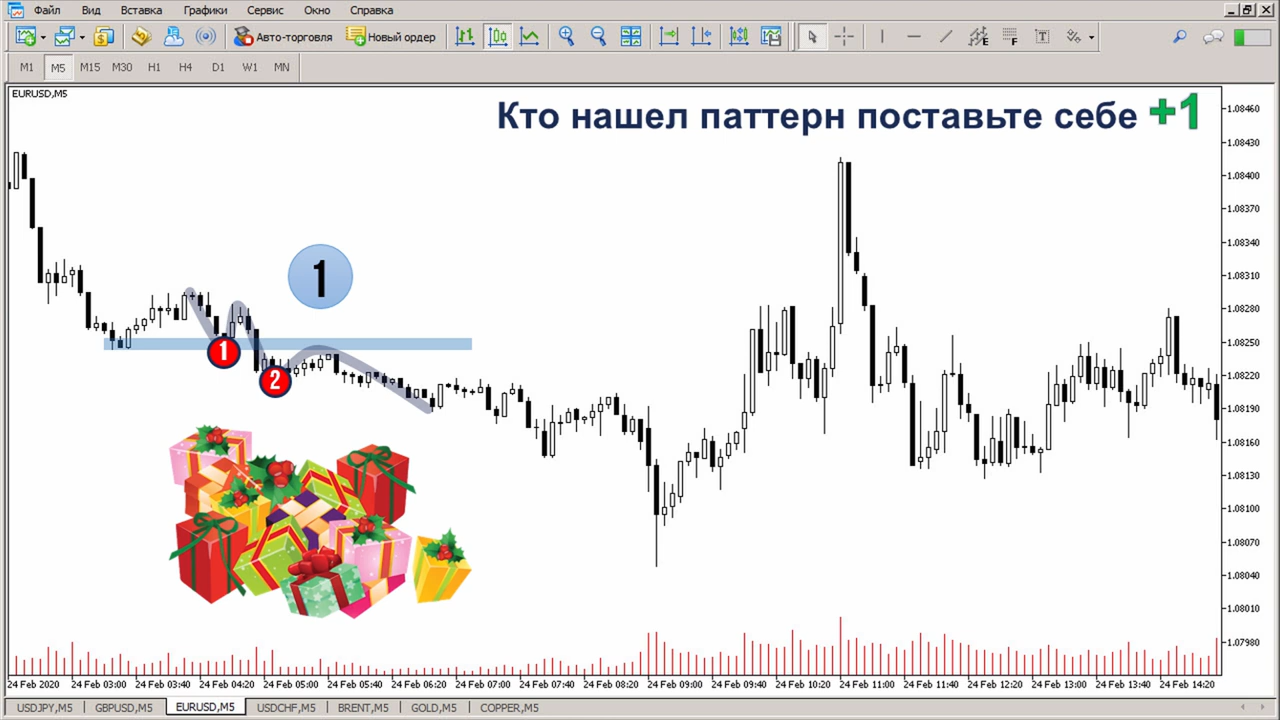 Файл Вид Вставка Графики Сервис Окно Справка
Авто-торговля Новый ордер
M1 M5 M15 M30 H1 H4 D1 W1 MN
EURUSD,M5
Кто нашел паттерн поставьте себе +1
1
1
2
1.08460
1.08430
1.08400
1.08370
1.08340
1.08310
1.08280
1.08250
1.08220
1.08190
1.08160
1.08130
1.08100
1.08070
1.08040
1.08010
1.07980
24 Feb 2020 24 Feb 03:00 24 Feb 03:40 24 Feb 04:20 24 Feb 05:00 24 Feb 05:40 24 Feb 06:20 24 Feb 07:00 24 Feb 07:40 24 Feb 08:20 24 Feb 09:00 24 Feb 09:40 24 Feb 10:20 24 Feb 11:00 24 Feb 11:40 24 Feb 12:20 24 Feb 13:00 24 Feb 13:40 24 Feb 14:20
USDJPY,M5 GBPUSD,M5 EURUSD,M5 USDCHF,M5 BRENT,M5 GOLD,M5 COPPER,M5